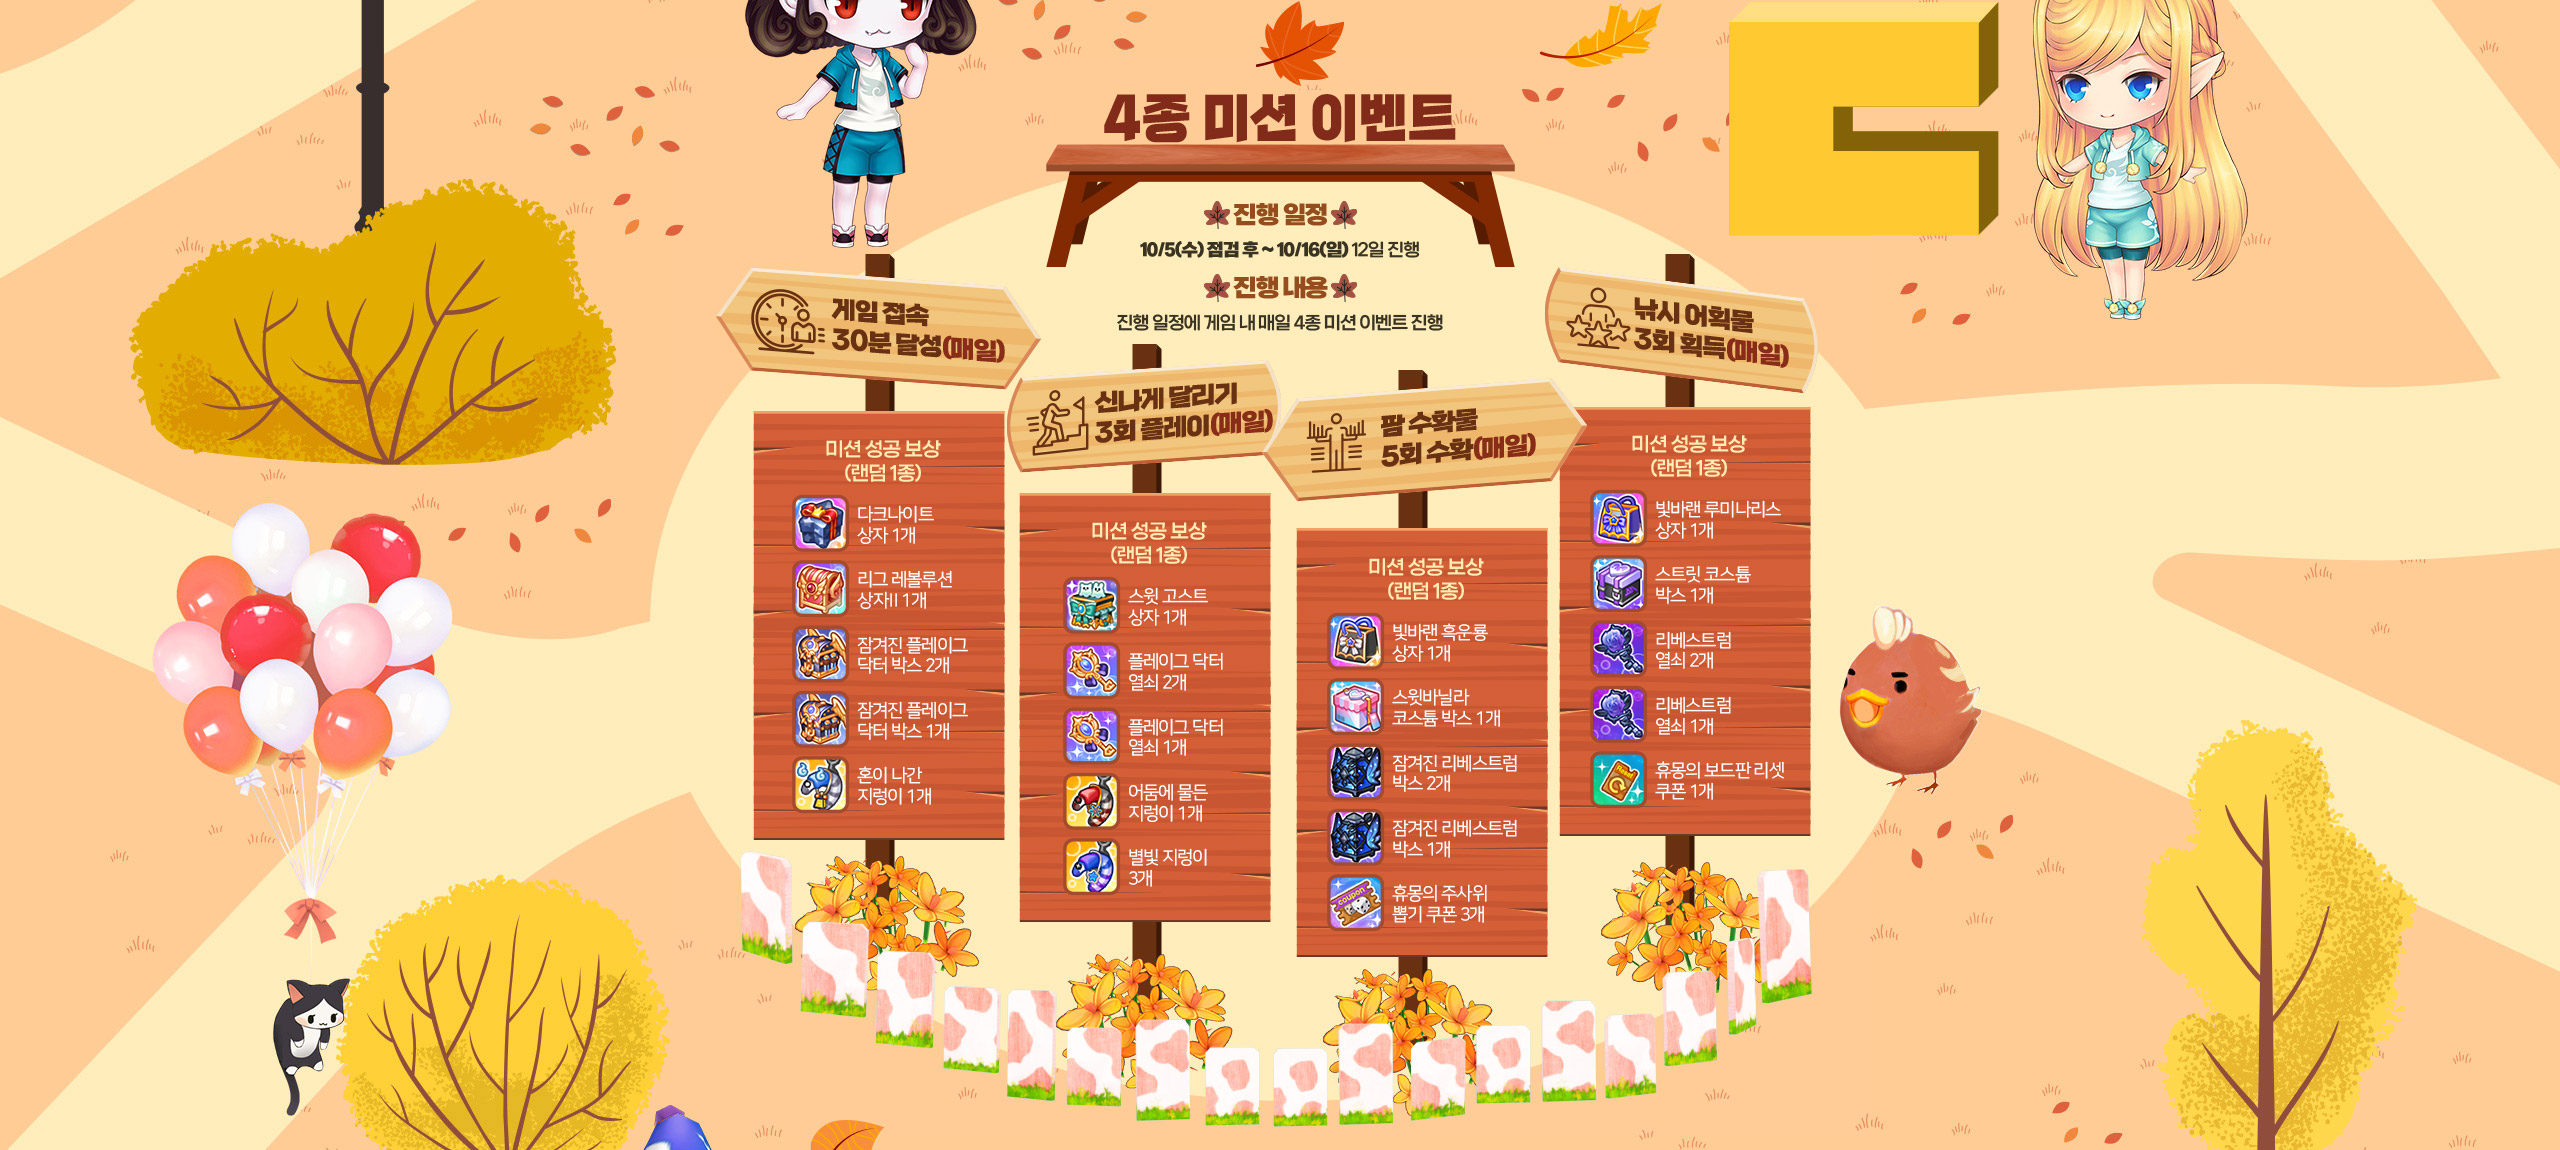 4종 미션 이벤트
진행 일정
10/5(수) 점검 후 ~ 10/16(일) 12일 진행
진행 내용
진행 일정에 게임 내 매일 4종 미션 이벤트 진행
게임 접속
30분 달성(매일)
미션 성공 보상
(랜덤 1종)
다크나이트
상자 1개
리그 레볼루션
상자II 1개
잠겨진 플레이그
닥터 박스 2개
잠겨진 플레이그
닥터 박스 1개
혼이 나간
지렁이 1개
신나게 달리기
3회 플레이(매일)
미션 성공 보상
(랜덤 1종)
스윗 고스트
상자 1개
플레이그 닥터
열쇠 2개
플레이그 닥터
열쇠 1개
어둠에 물든
지렁이 1개
별빛 지렁이
3개
팜 수확물
5회 수확(매일)
미션 성공 보상
(랜덤 1종)
빛바랜 흑운룡
상자 1개
스윗바닐라
코스튬 박스 1개
잠겨진 리베스트럼
박스 2개
잠겨진 리베스트럼
박스 1개
coupon
휴몽의 주사위
뽑기 쿠폰 3개
낚시 어획물
3회 획득(매일)
미션 성공 보상
(랜덤 1종)
빛바랜 루미나리스
상자 1개
스트릿 코스튬
박스 1개
리베스트럼
열쇠 2개
리베스트럼
열쇠 1개
휴몽의 보드판 리셋
쿠폰 1개